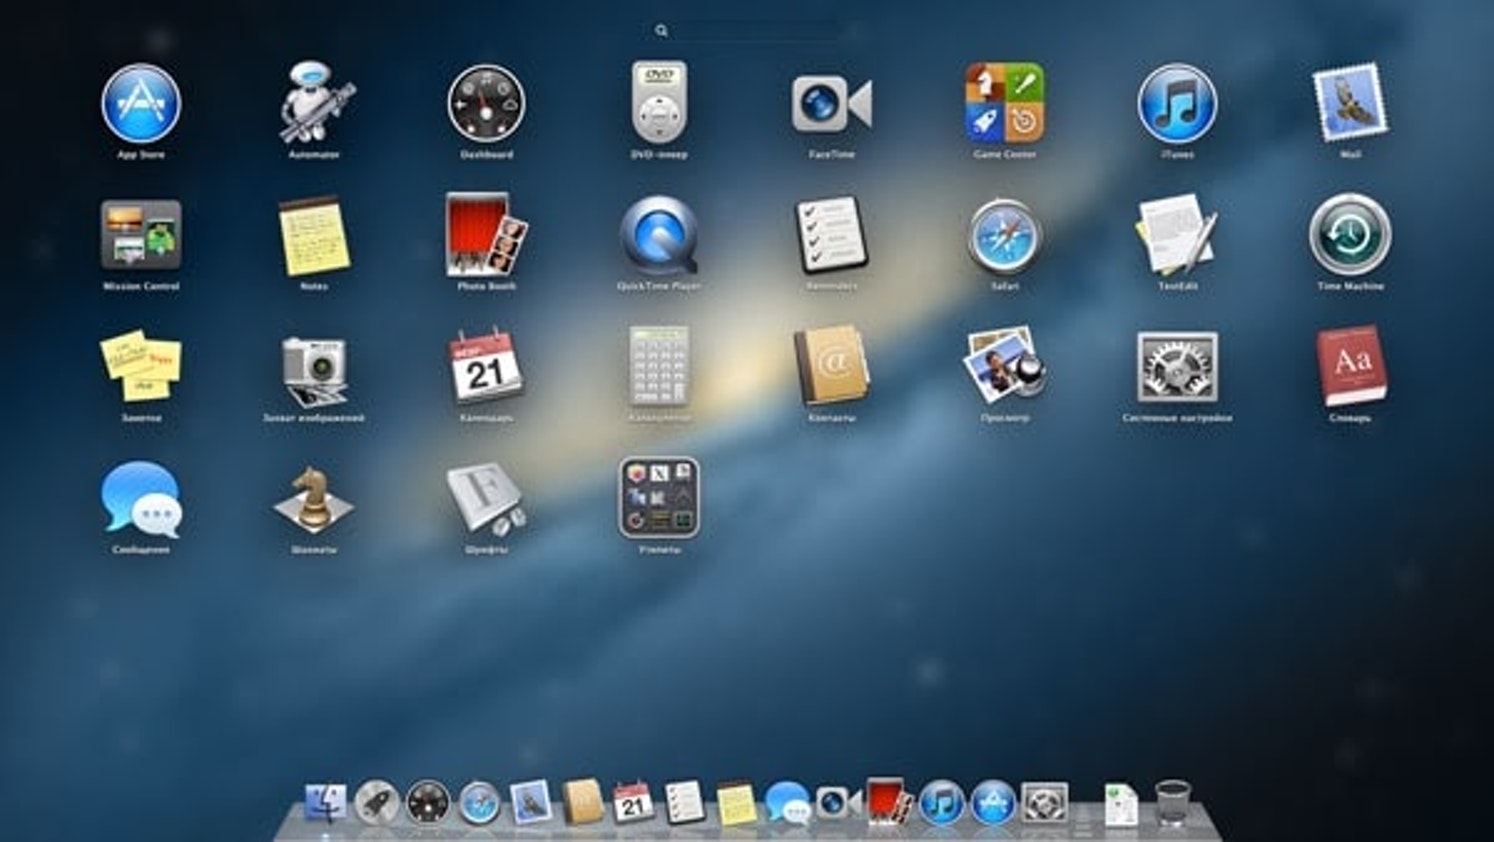 App Store
Automator
Dashboard
DVD-плеер
FaceTime
Game Center
iTunes
Mail
Mission Control
Notes
Photo Booth
QuickTime Player
Reminders
Safari
TextEdit
Time Machine
Заметки
Захват изображений
Календарь
Калькулятор
Контакты
Просмотр
Системные настройки
Словарь
Сообщения
Шахматы
Шрифты
Утилиты
DVD
21
@
Aa
F
21